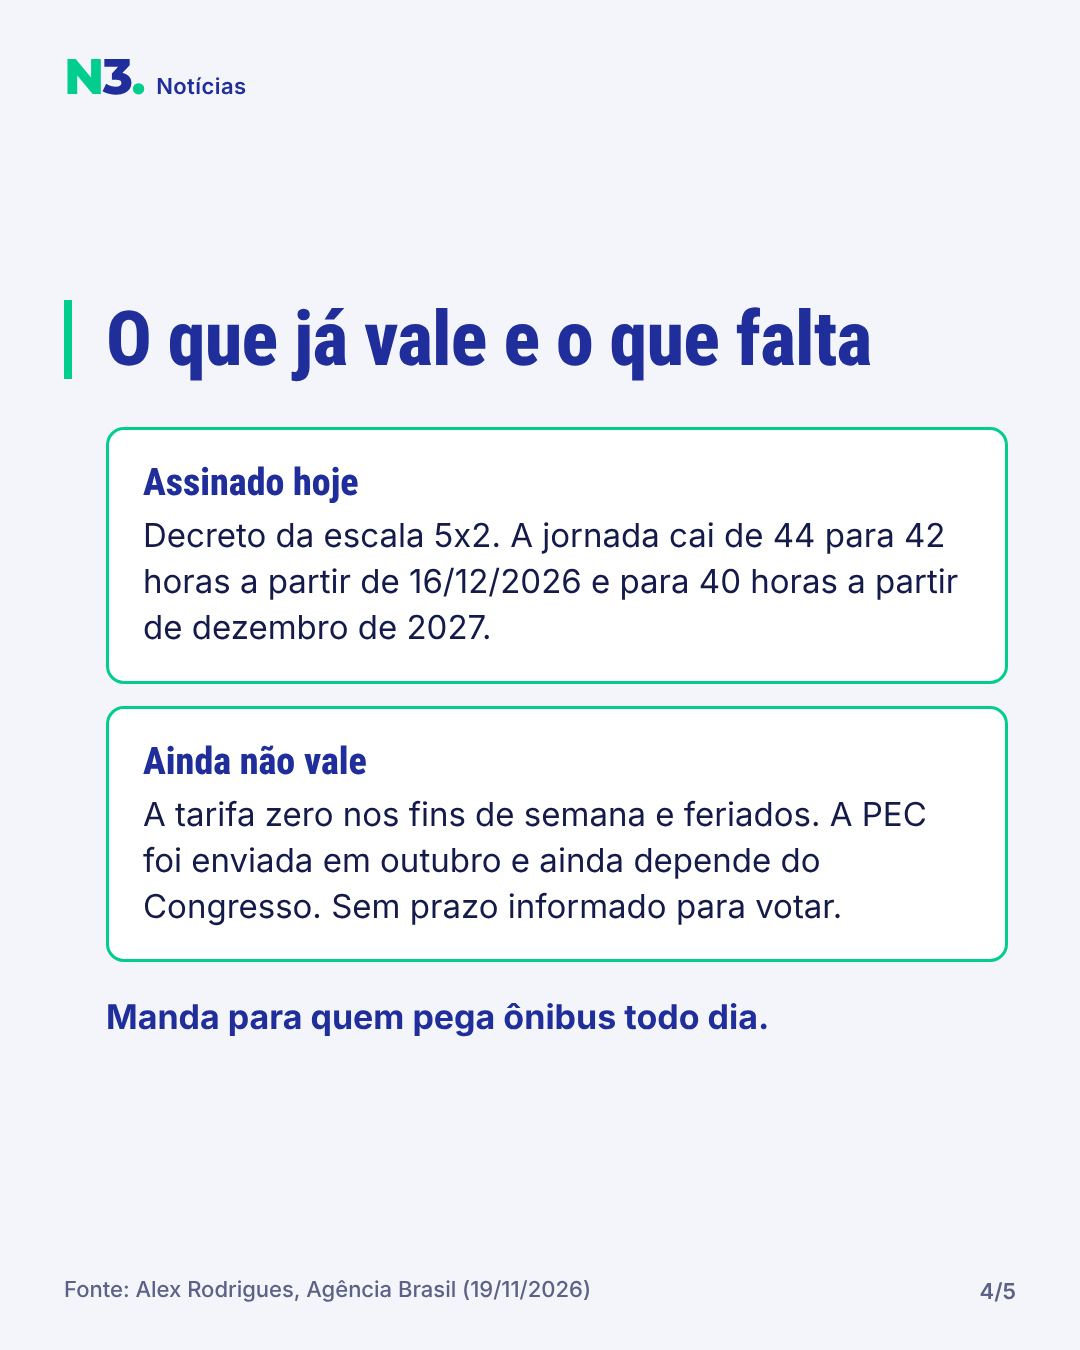 N3. Notícias
O que já vale e o que falta
Assinado hoje
Decreto da escala 5x2. A jornada cai de 44 para 42
horas a partir de 16/12/2026 e para 40 horas a partir
de dezembro de 2027.
Ainda não vale
A tarifa zero nos fins de semana e feriados. A PEC
foi enviada em outubro e ainda depende do
Congresso. Sem prazo informado para votar.
Manda para quem pega ônibus todo dia.
Fonte: Alex Rodrigues, Agência Brasil (19/11/2026)
4/5